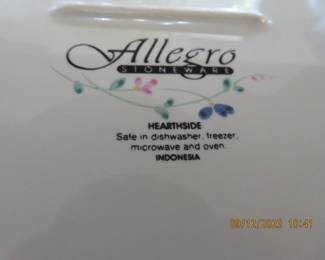 Allegro
STONEWARE
HEARTHSIDE
Safe in dishwasher, freezer,
microwave and oven.
INDONESIA
09/12/2023 10:41